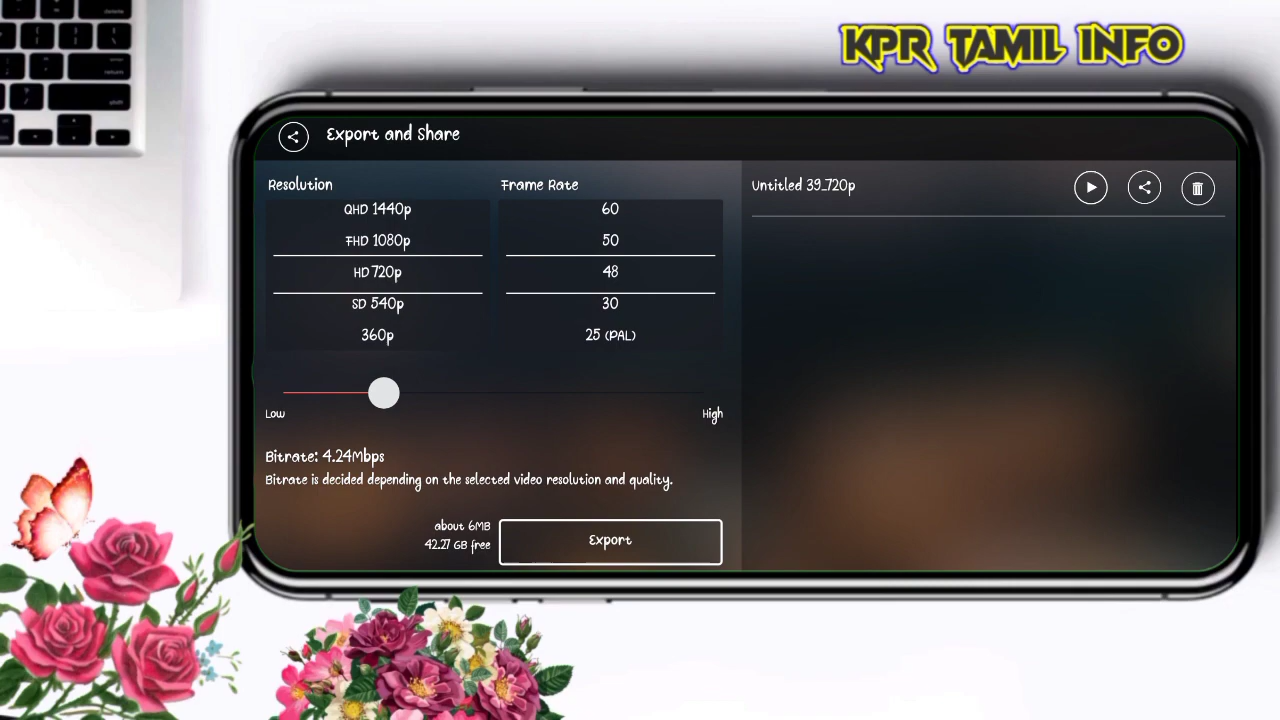 KPR TAMIL INFO
Export and Share
Resolution
Frame Rate
QHD 1440p
FHD 1080p
HD 720p
SD 540p
360p
60
50
48
30
25 (PAL)
Low
High
Bitrate: 4.24Mbps
Bitrate is decided depending on the selected video resolution and quality.
about 6MB
42.27 GB free
Export
Untitled 39_720p